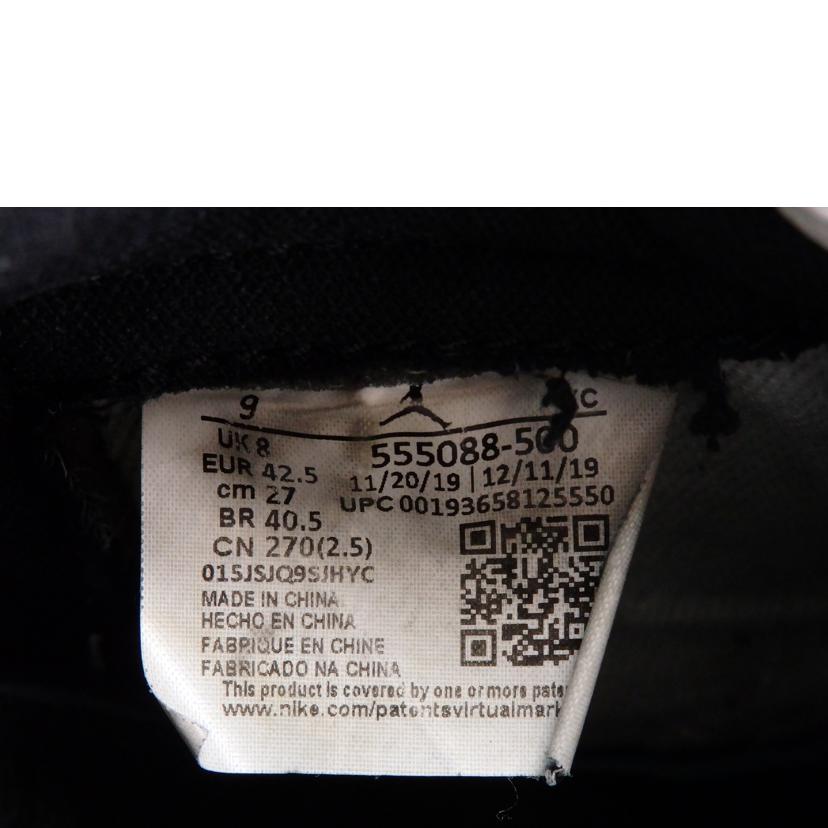 9
UK 8
EUR 42.5
cm 27
BR 40.5
CN 270(2.5)
555088-500
11/20/19 | 12/11/19
UPC 00193658125550
015JSJQ9SJHYC
MADE IN CHINA
HECHO EN CHINA
FABRIQUE EN CHINE
FABRICADO NA CHINA
This product is covered by one or more
www.nike.com/patentsvirtualmark